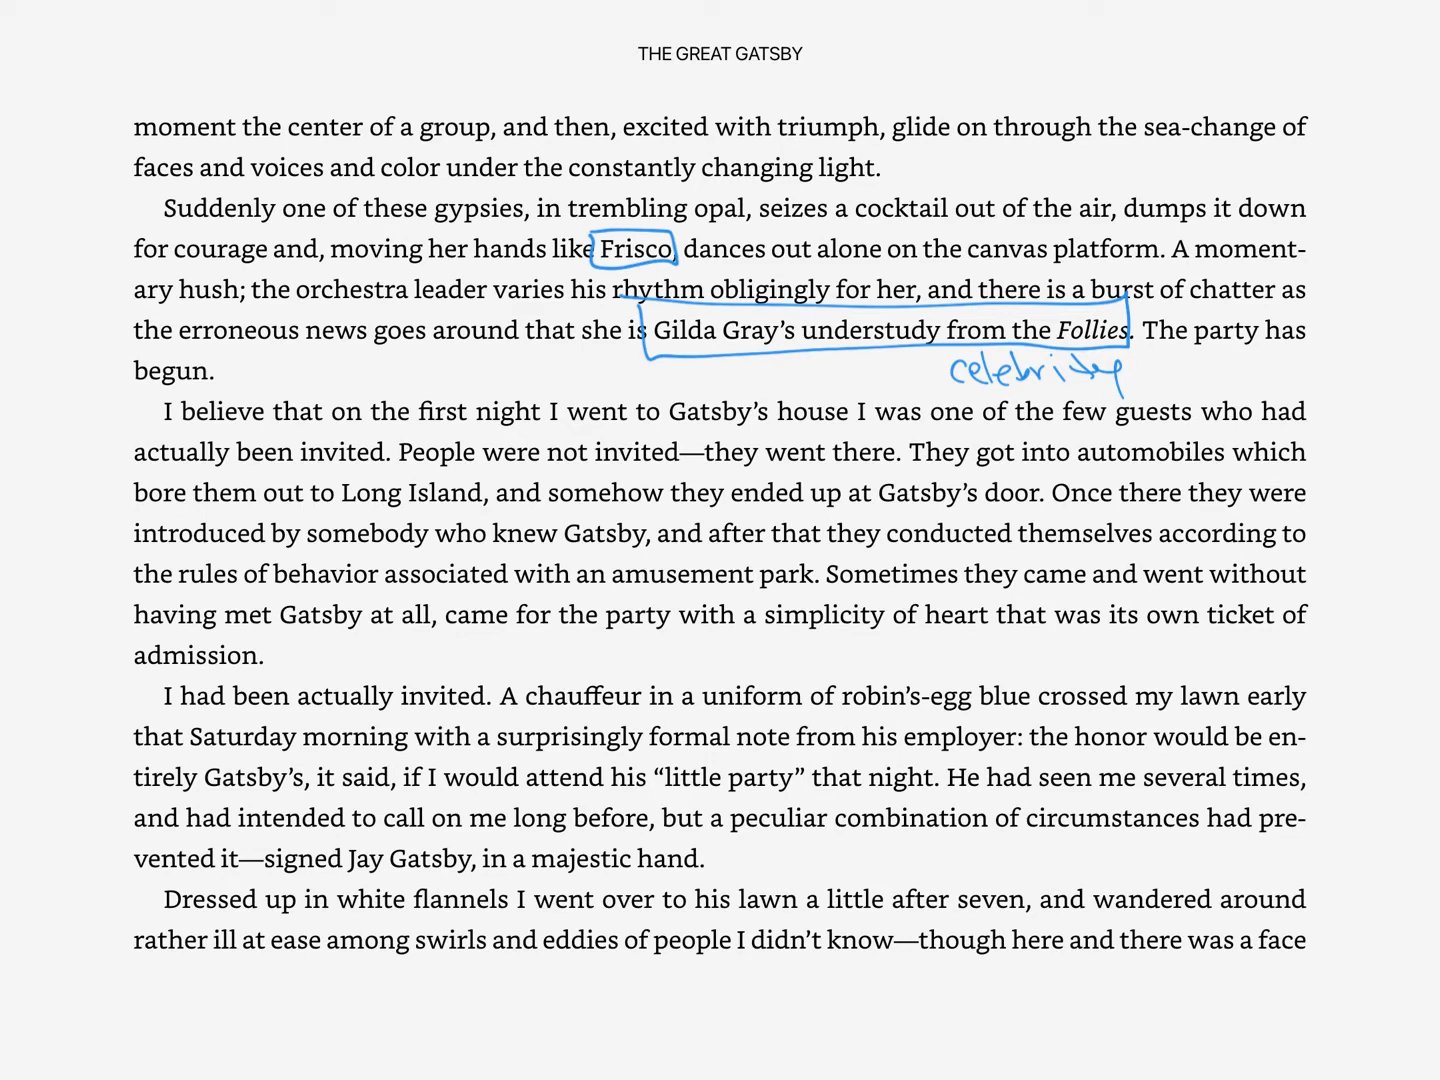 THE GREAT GATSBY
moment the center of a group, and then, excited with triumph, glide on through the sea-change of
faces and voices and color under the constantly changing light.
Suddenly one of these gypsies, in trembling opal, seizes a cocktail out of the air, dumps it down
for courage and, moving her hands like Frisco, dances out alone on the canvas platform. A moment-
ary hush; the orchestra leader varies his rhythm obligingly for her, and there is a burst of chatter as
the erroneous news goes around that she is Gilda Gray’s understudy from the Follies. The party has
begun.
celebrity
I believe that on the first night I went to Gatsby’s house I was one of the few guests who had
actually been invited. People were not invited—they went there. They got into automobiles which
bore them out to Long Island, and somehow they ended up at Gatsby’s door. Once there they were
introduced by somebody who knew Gatsby, and after that they conducted themselves according to
the rules of behavior associated with an amusement park. Sometimes they came and went without
having met Gatsby at all, came for the party with a simplicity of heart that was its own ticket of
admission.
I had been actually invited. A chauffeur in a uniform of robin’s-egg blue crossed my lawn early
that Saturday morning with a surprisingly formal note from his employer: the honor would be en-
tirely Gatsby’s, it said, if I would attend his “little party” that night. He had seen me several times,
and had intended to call on me long before, but a peculiar combination of circumstances had pre-
vented it—signed Jay Gatsby, in a majestic hand.
Dressed up in white flannels I went over to his lawn a little after seven, and wandered around
rather ill at ease among swirls and eddies of people I didn’t know—though here and there was a face